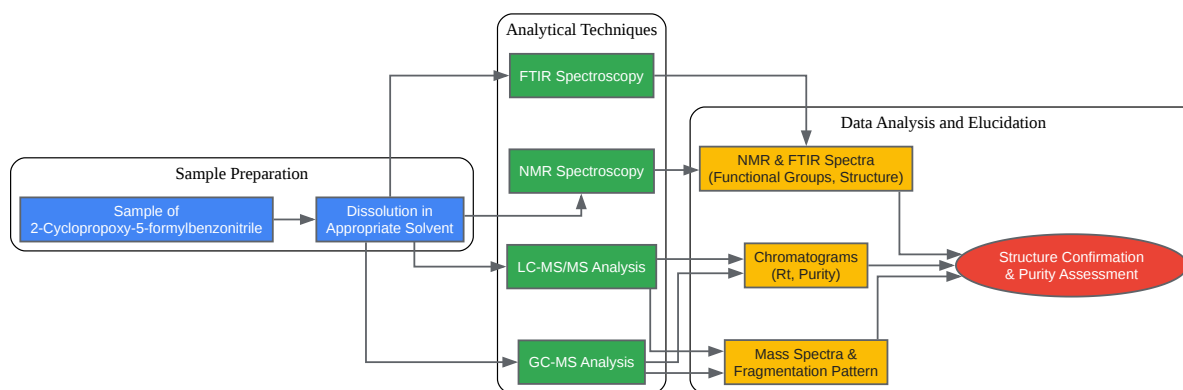 Analytical Techniques
FTIR Spectroscopy
Data Analysis and Elucidation
Sample Preparation
NMR Spectroscopy
NMR & FTIR Spectra
(Functional Groups, Structure)
Sample of
2-Cyclopropoxy-5-formylbenzonitrile
Dissolution in
Appropriate Solvent
LC-MS/MS Analysis
Chromatograms
(Rt, Purity)
Structure Confirmation
& Purity Assessment
GC-MS Analysis
Mass Spectra &
Fragmentation Pattern